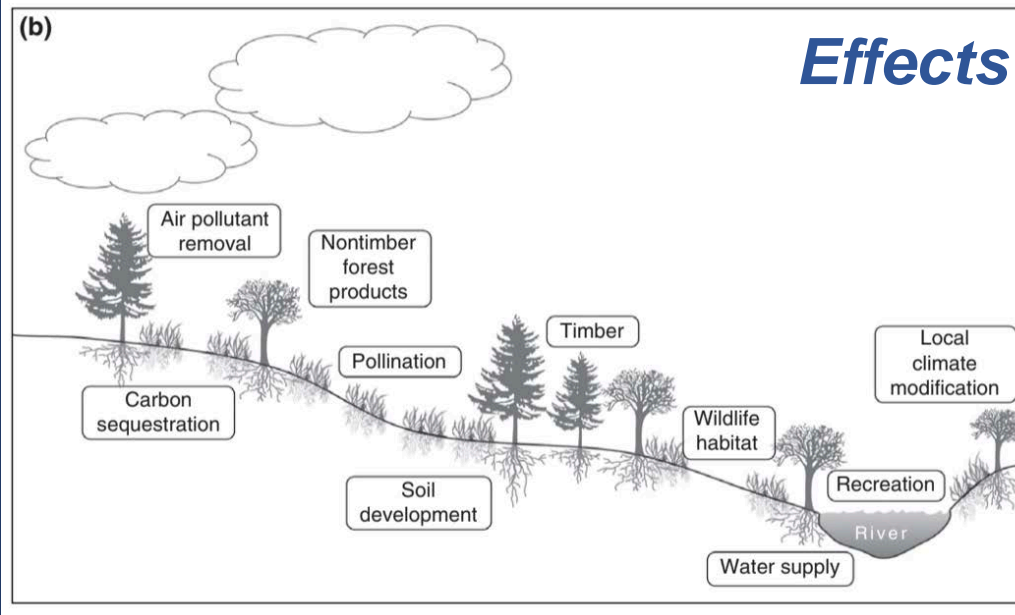 (b)
Effects
Air pollutant
removal
Nontimber
forest
products
Timber
Local
climate
modification
Pollination
Carbon
sequestration
Wildlife
habitat
Soil
development
Recreation
River
Water supply